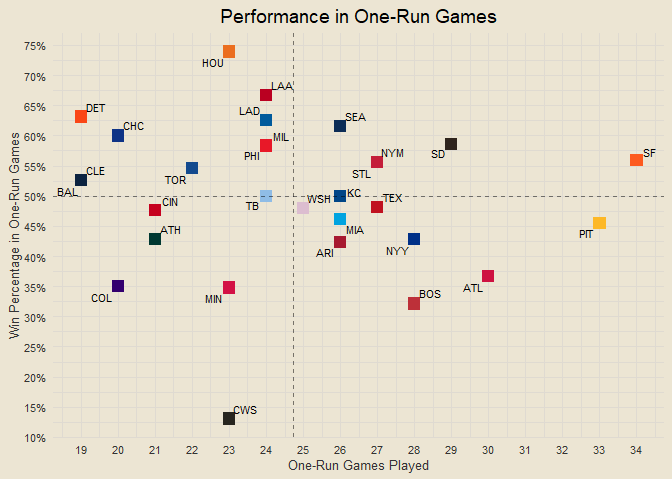 Performance in One-Run Games
Win Percentage in One-Run Games
75%
70%
65%
60%
55%
50%
45%
40%
35%
30%
25%
20%
15%
10%
HOU
LAA
DET
LAD
SEA
CHC
MIL
PHI
NYM
SD
SF
STL
CLE
TOR
BAL
KC
WSH
TEX
CIN
TB
ATH
MIA
PIT
ARI
NYY
COL
MIN
ATL
BOS
CWS
19 20 21 22 23 24 25 26 27 28 29 30 31 32 33 34
One-Run Games Played